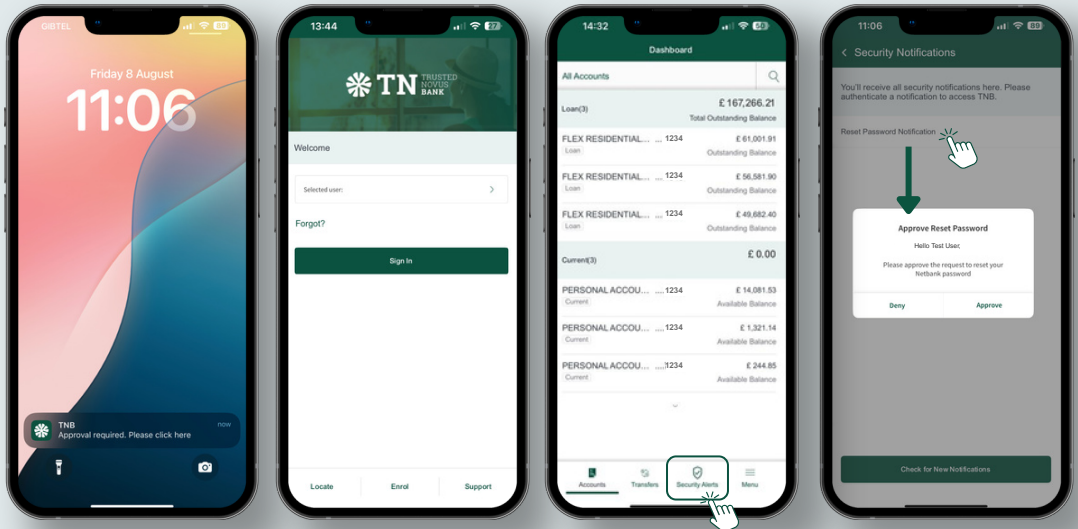 GIBTEL
89
Friday 8 August
11:06
TNB
now
Approval required. Please click here
13:44
27
TN TRUSTED
NOVUS
BANK
Welcome
Selected user:
Forgot?
Sign In
Locate Enrol Support
14:32
50
Dashboard
All Accounts
Loan(3) £ 167,266.21
Total Outstanding Balance
FLEX RESIDENTIAL... ... 1234 £ 61,001.91
Loan Outstanding Balance
FLEX RESIDENTIAL... ... 1234 £ 56,581.90
Loan Outstanding Balance
FLEX RESIDENTIAL... ... 1234 £ 49,682.40
Loan Outstanding Balance
Current(3) £ 0.00
PERSONAL ACCOU... ....1234 £ 14,081.53
Current Available Balance
PERSONAL ACCOU... ....1234 £ 1,321.14
Current Available Balance
PERSONAL ACCOU... ....1234 £ 244.85
Current Available Balance
Accounts Transfers Security Alerts Menu
11:06
89
Security Notifications
You'll receive all security notifications here. Please
authenticate a notification to access TNB.
Reset Password Notification
Approve Reset Password
Hello Test User,
Please approve the request to reset your
Netbank password
Deny Approve
Check for New Notifications